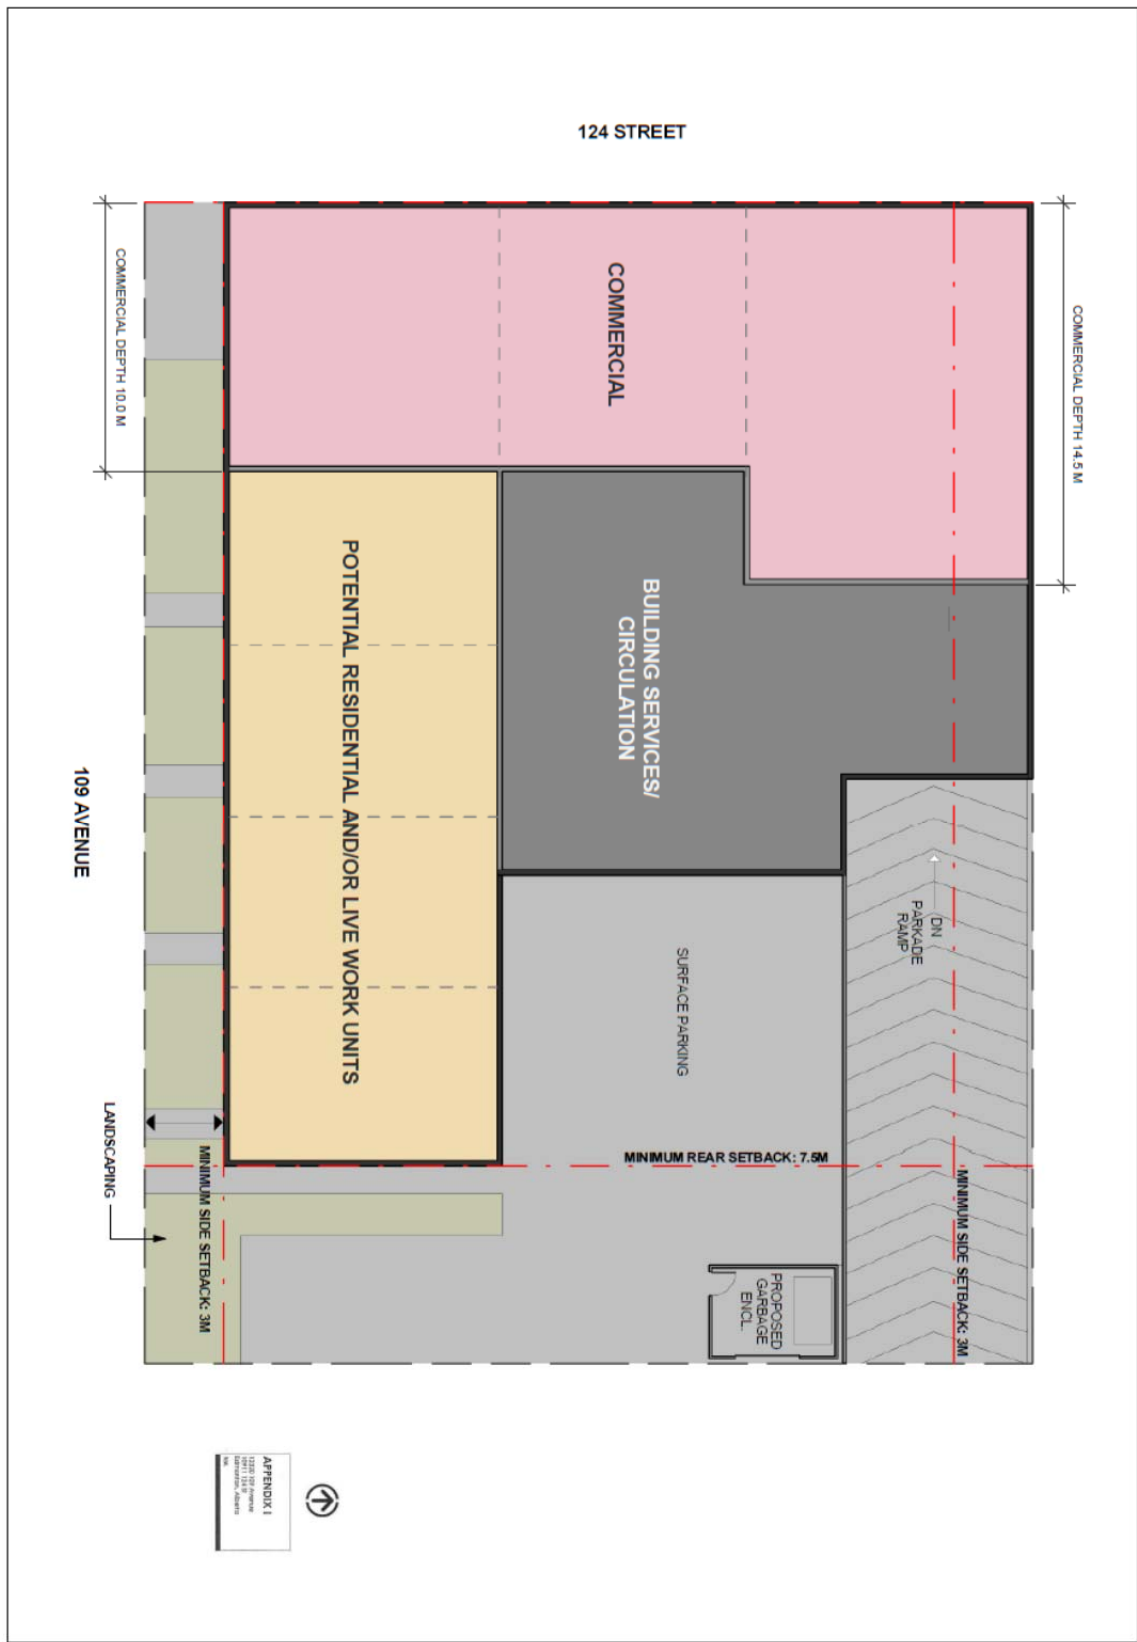 124 STREET
COMMERCIAL DEPTH 14.5 M
COMMERCIAL DEPTH 10.0 M
COMMERCIAL
BUILDING SERVICES/
CIRCULATION
POTENTIAL RESIDENTIAL AND/OR LIVE WORK UNITS
109 AVENUE
DN
PARKADE
RAMP
SURFACE PARKING
MINIMUM REAR SETBACK: 7.5M
MINIMUM SIDE SETBACK: 3M
MINIMUM SIDE SETBACK: 3M
LANDSCAPING
PROPOSED
GARBAGE
ENCL.
APPENDIX I
Edmonton, Alberta